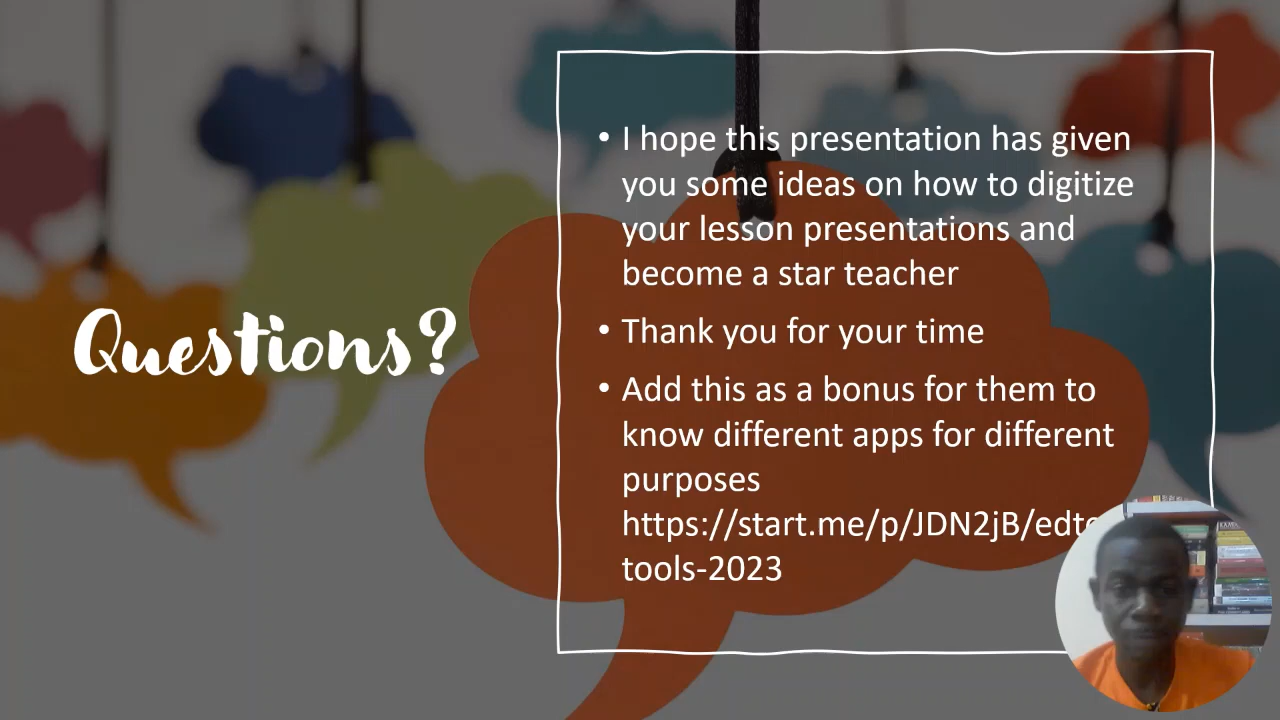 Questions?
• I hope this presentation has given
you some ideas on how to digitize
your lesson presentations and
become a star teacher
• Thank you for your time
• Add this as a bonus for them to
know different apps for different
purposes
https://start.me/p/JDN2jB/edt
tools-2023